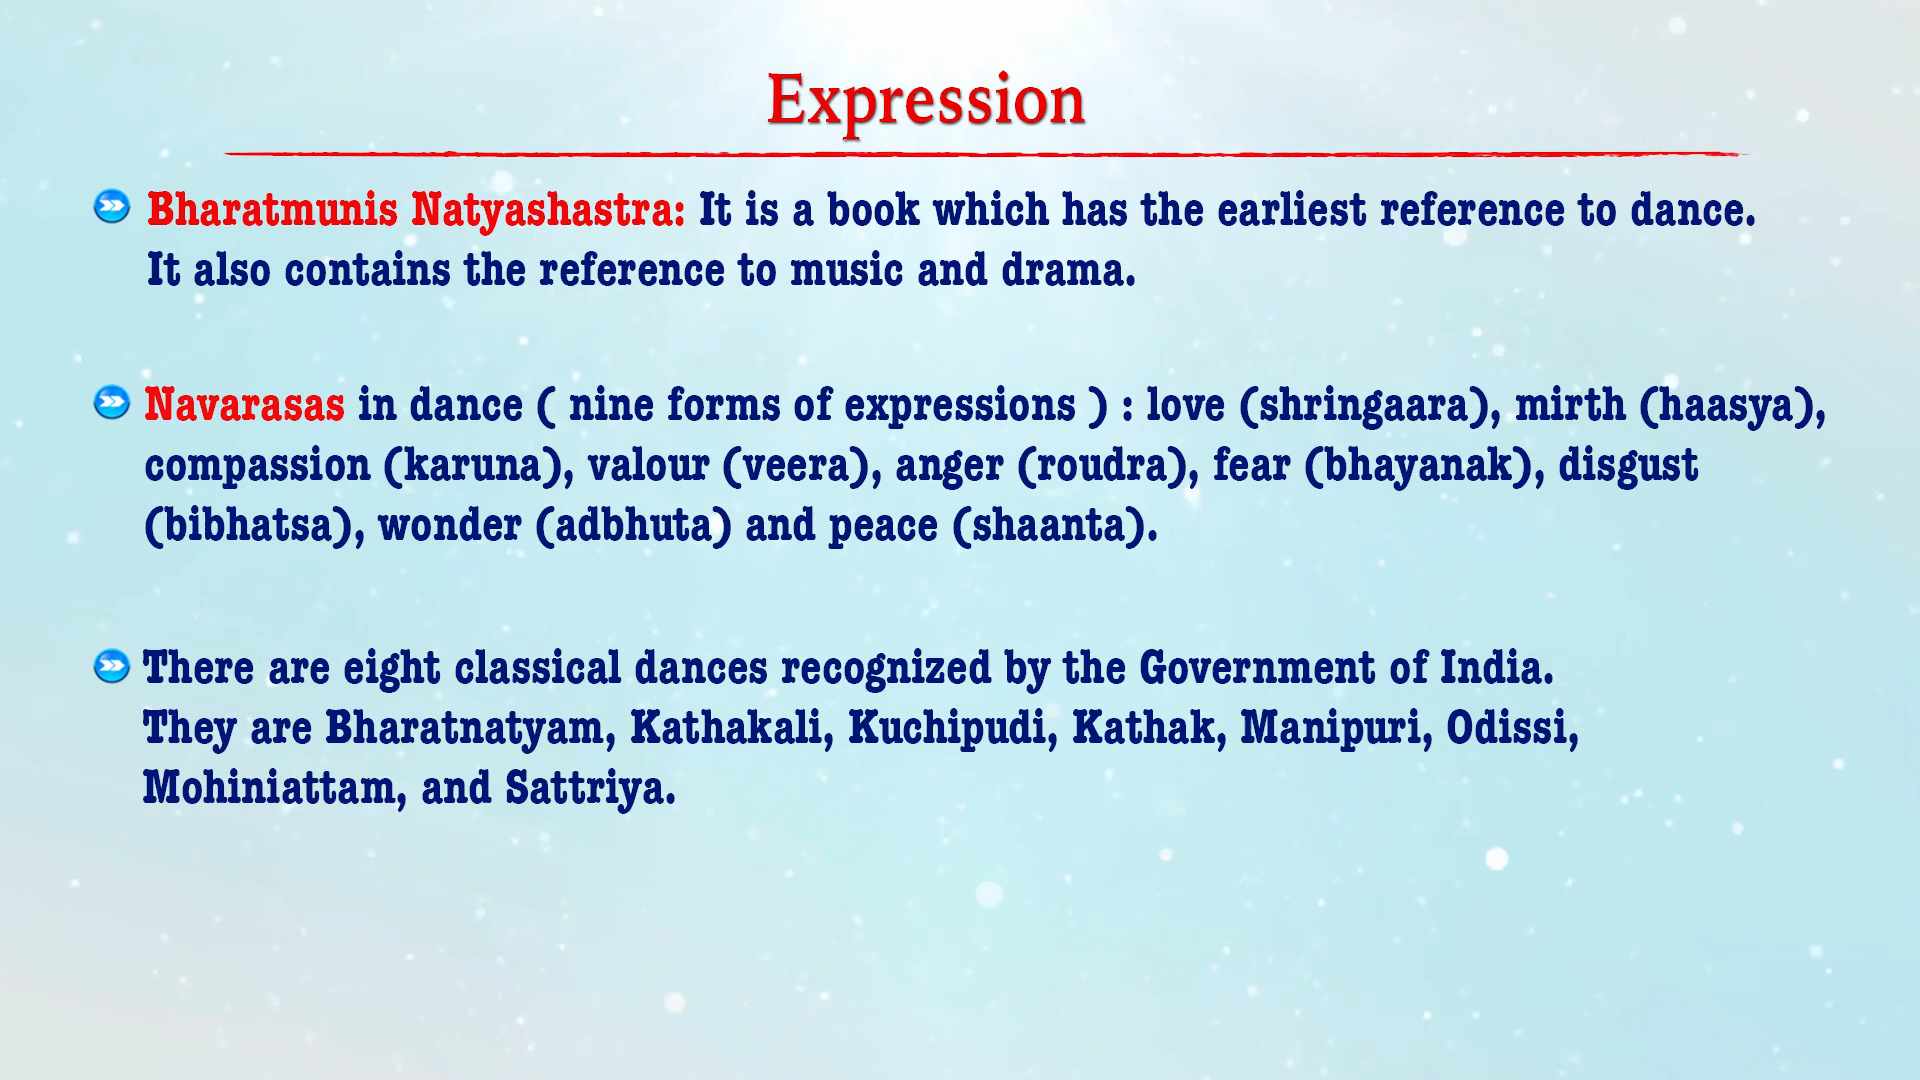 Expression
Bharatmunis Natyashastra: It is a book which has the earliest reference to dance.
It also contains the reference to music and drama.
Navarasas in dance ( nine forms of expressions ) : love (shringaara), mirth (haasya),
compassion (karuna), valour (veera), anger (roudra), fear (bhayanak), disgust
(bibhatsa), wonder (adbhuta) and peace (shaanta).
There are eight classical dances recognized by the Government of India.
They are Bharatnatyam, Kathakali, Kuchipudi, Kathak, Manipuri, Odissi,
Mohiniattam, and Sattriya.